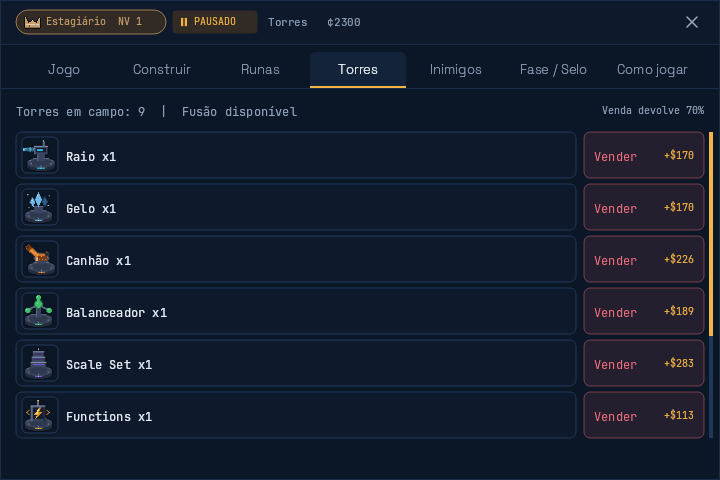 Estagiário NV 1 PAUSADO Torres $2300
Jogo Construir Runas Torres Inimigos Fase / Selo Como jogar
Torres em campo: 9 | Fusão disponível Venda devolve 70%
Raio x1 Vender +$170
Gelo x1 Vender +$170
Canhão x1 Vender +$226
Balanceador x1 Vender +$189
Scale Set x1 Vender +$283
Functions x1 Vender +$113